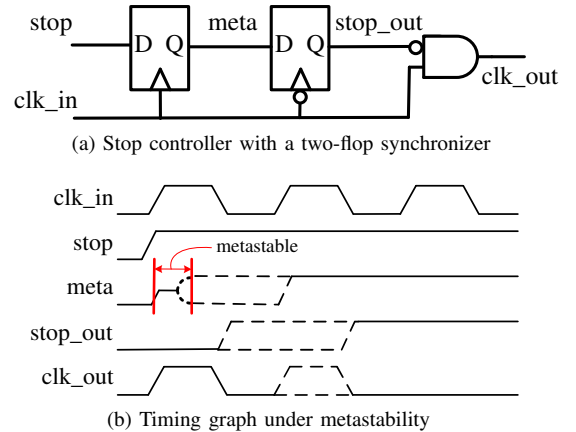 stop
meta
stop_out
D Q
D Q
clk_out
clk_in
(a) Stop controller with a two-flop synchronizer
clk_in
stop
metastable
meta
stop_out
clk_out
(b) Timing graph under metastability